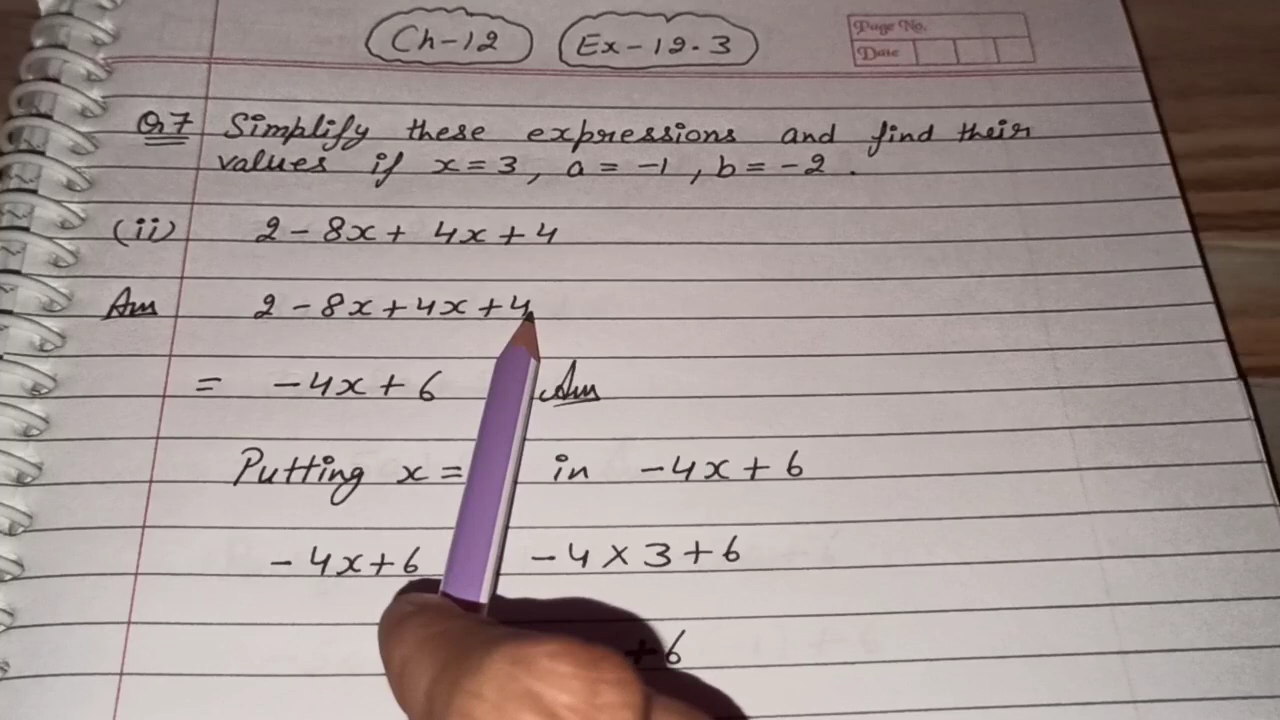 Ch-12 Ex-12.3
Page No.
Date
Q7 Simplify these expressions and find their
values if x = 3, a = -1, b = -2.
(ii) 2 - 8x + 4x + 4
Ans 2 - 8x + 4x + 4
= -4x + 6 Ans
Putting x = in -4x + 6
-4x + 6 -4 × 3 + 6
+ 6